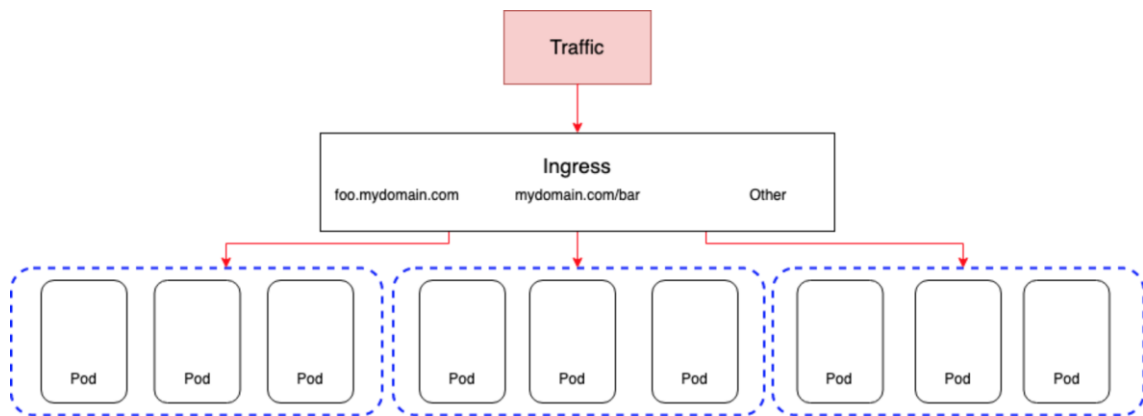 Traffic
Ingress
foo.mydomain.com mydomain.com/bar Other
Pod Pod Pod Pod Pod Pod Pod Pod Pod